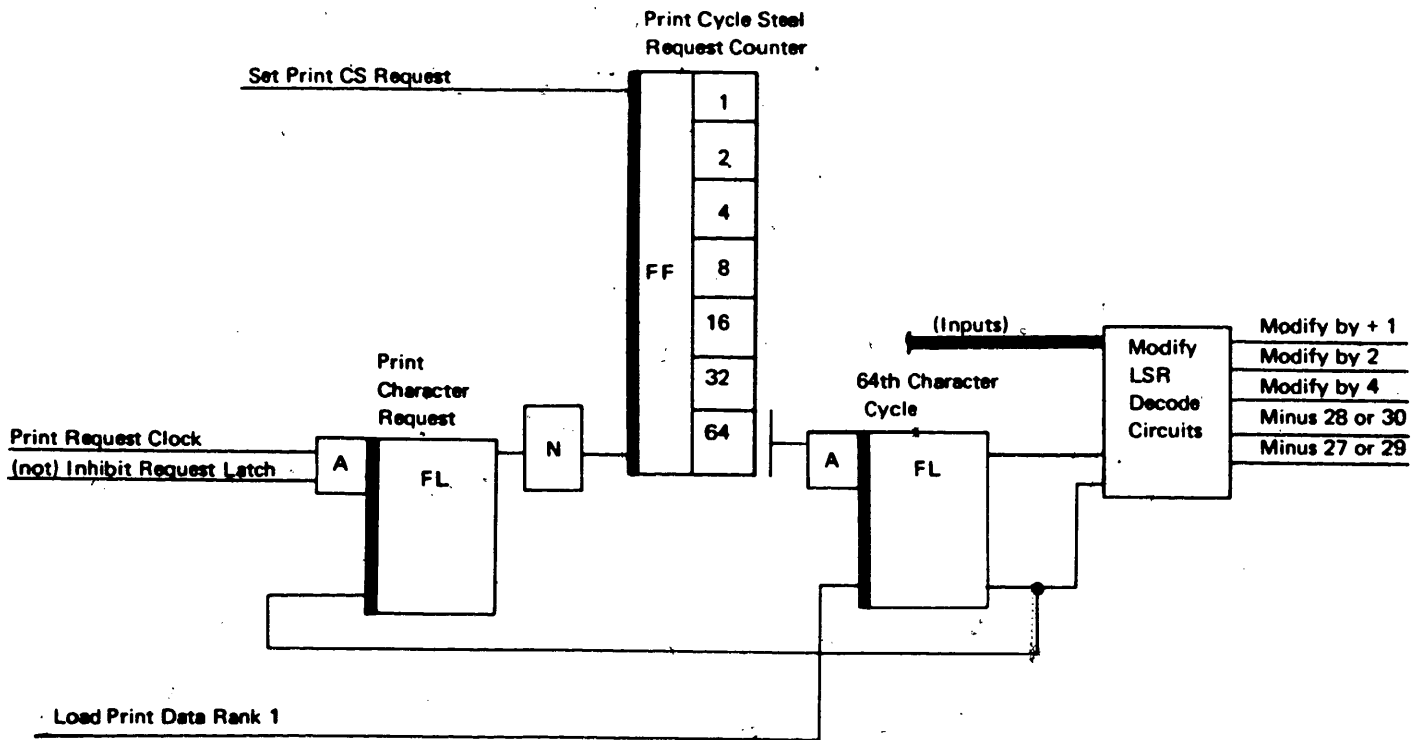 Print Cycle Steal
Request Counter
Set Print CS Request
1
2
4
8
16
32
64
FF
(Inputs)
Modify
LSR
Decode
Circuits
Modify by + 1
Modify by 2
Modify by 4
Minus 28 or 30
Minus 27 or 29
Print
Character
Request
64th Character
Cycle
Print Request Clock
(not) Inhibit Request Latch
A
FL
N
A
FL
Load Print Data Rank 1